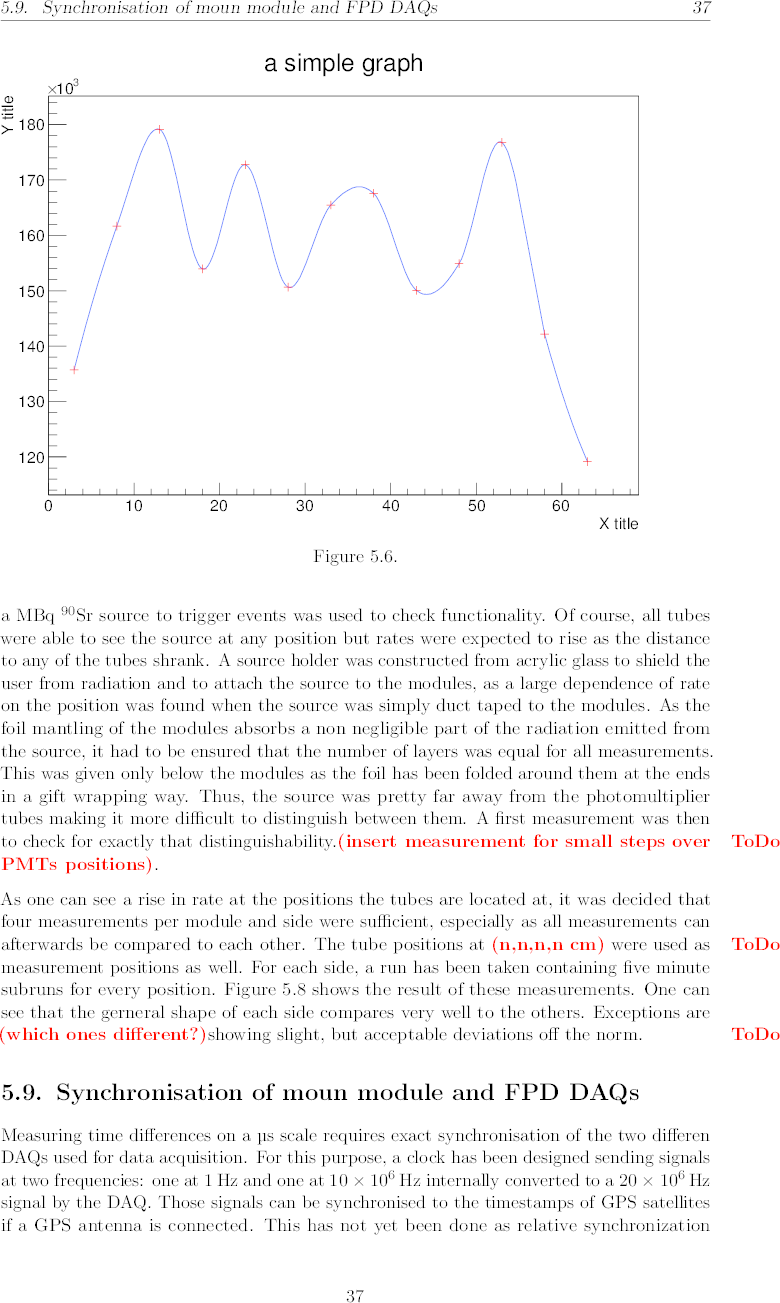 5.9. Synchronisation of moun module and FPD DAQs 37
a simple graph
×10³
Y title
180
170
160
150
140
130
120
0 10 20 30 40 50 60
X title
Figure 5.6.
a MBq ⁹⁰Sr source to trigger events was used to check functionality. Of course, all tubes
were able to see the source at any position but rates were expected to rise as the distance
to any of the tubes shrank. A source holder was constructed from acrylic glass to shield the
user from radiation and to attach the source to the modules, as a large dependence of rate
on the position was found when the source was simply duct taped to the modules. As the
foil mantling of the modules absorbs a non negligible part of the radiation emitted from
the source, it had to be ensured that the number of layers was equal for all measurements.
This was given only below the modules as the foil has been folded around them at the ends
in a gift wrapping way. Thus, the source was pretty far away from the photomultiplier
tubes making it more difficult to distinguish between them. A first measurement was then
to check for exactly that distinguishability.(insert measurement for small steps over ToDo
PMTs positions).
As one can see a rise in rate at the positions the tubes are located at, it was decided that
four measurements per module and side were sufficient, especially as all measurements can
afterwards be compared to each other. The tube positions at (n,n,n,n cm) were used as ToDo
measurement positions as well. For each side, a run has been taken containing five minute
subruns for every position. Figure 5.8 shows the result of these measurements. One can
see that the gerneral shape of each side compares very well to the others. Exceptions are
(which ones different?)showing slight, but acceptable deviations off the norm. ToDo
5.9. Synchronisation of moun module and FPD DAQs
Measuring time differences on a µs scale requires exact synchronisation of the two differen
DAQs used for data acquisition. For this purpose, a clock has been designed sending signals
at two frequencies: one at 1 Hz and one at 10 × 10⁶ Hz internally converted to a 20 × 10⁶ Hz
signal by the DAQ. Those signals can be synchronised to the timestamps of GPS satellites
if a GPS antenna is connected. This has not yet been done as relative synchronization
37